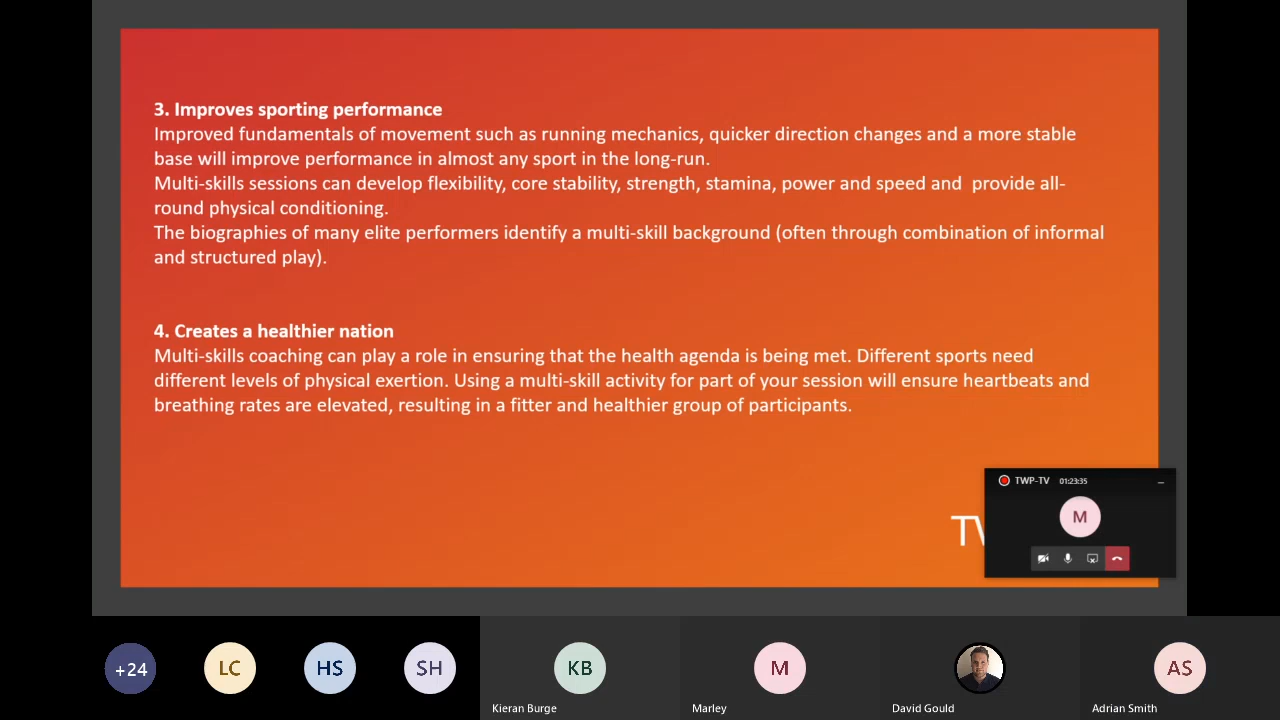 3. Improves sporting performance
Improved fundamentals of movement such as running mechanics, quicker direction changes and a more stable
base will improve performance in almost any sport in the long-run.
Multi-skills sessions can develop flexibility, core stability, strength, stamina, power and speed and  provide all-
round physical conditioning.
The biographies of many elite performers identify a multi-skill background (often through combination of informal
and structured play).
4. Creates a healthier nation
Multi-skills coaching can play a role in ensuring that the health agenda is being met. Different sports need
different levels of physical exertion. Using a multi-skill activity for part of your session will ensure heartbeats and
breathing rates are elevated, resulting in a fitter and healthier group of participants.
TWP-TV 01:23:35
M
+24
LC
HS
SH
KB
M
AS
Kieran Burge
Marley
David Gould
Adrian Smith